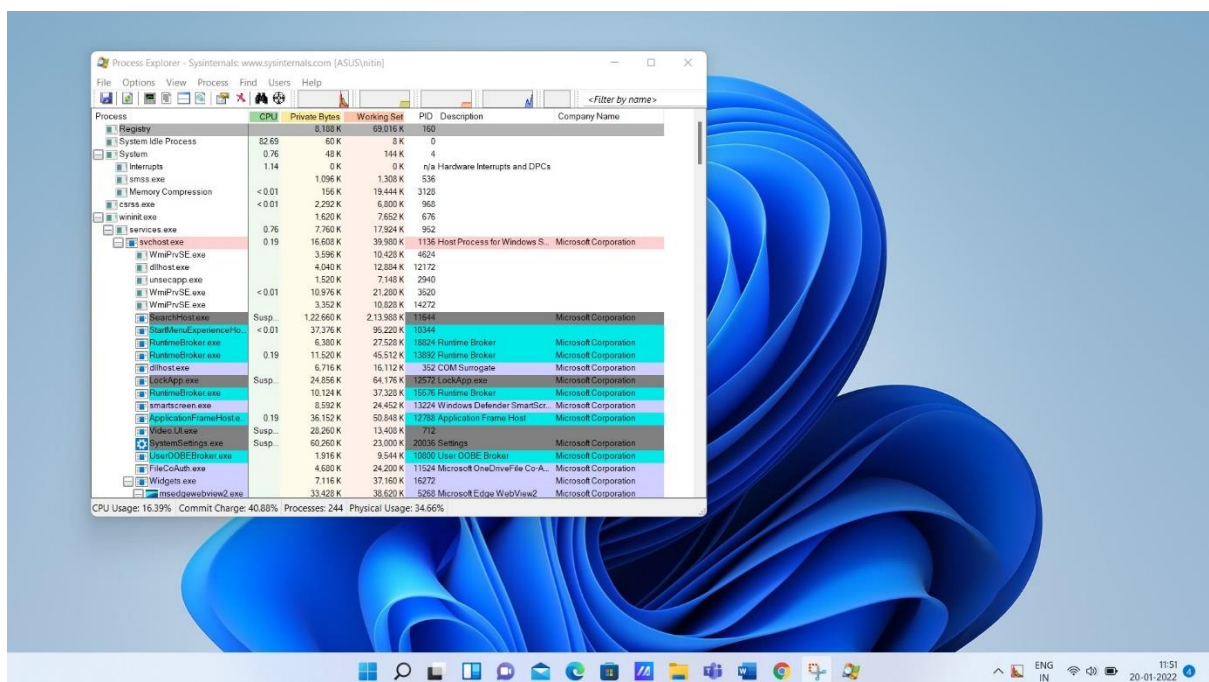 Process Explorer - Sysinternals: www.sysinternals.com [ASUS\nitin]
File Options View Process Find Users Help
<Filter by name>
Process CPU Private Bytes Working Set PID Description Company Name
Registry 8,188 K 69,016 K 160
System Idle Process 82.69 60 K 8 K 0
System 0.76 48 K 144 K 4
Interrupts 1.14 0 K 0 K n/a Hardware Interrupts and DPCs
smss.exe 1,096 K 1,308 K 536
Memory Compression < 0.01 156 K 19,444 K 3128
csrss.exe < 0.01 2,292 K 6,800 K 968
wininit.exe 1,620 K 7,652 K 676
services.exe 0.76 7,760 K 17,924 K 952
svchost.exe 0.19 16,608 K 39,980 K 1136 Host Process for Windows S... Microsoft Corporation
WmiPrvSE.exe 3,596 K 10,428 K 4624
dllhost.exe 4,040 K 12,884 K 12172
unsecapp.exe 1,520 K 7,148 K 2940
WmiPrvSE.exe < 0.01 10,976 K 21,280 K 3620
WmiPrvSE.exe 3,352 K 10,828 K 14272
SearchHost.exe Susp... 1,22,660 K 2,13,988 K 11644 Microsoft Corporation
StartMenuExperienceHo... < 0.01 37,376 K 95,220 K 10344
RuntimeBroker.exe 6,380 K 27,528 K 18824 Runtime Broker Microsoft Corporation
RuntimeBroker.exe 0.19 11,520 K 45,512 K 13892 Runtime Broker Microsoft Corporation
dllhost.exe 6,716 K 16,112 K 352 COM Surrogate Microsoft Corporation
LockApp.exe Susp... 24,856 K 64,176 K 12572 LockApp.exe Microsoft Corporation
RuntimeBroker.exe 10,124 K 37,328 K 15576 Runtime Broker Microsoft Corporation
smartscreen.exe 8,592 K 24,452 K 13224 Windows Defender SmartScr... Microsoft Corporation
ApplicationFrameHost.e... 0.19 36,152 K 50,848 K 12788 Application Frame Host Microsoft Corporation
Video.UI.exe Susp... 28,260 K 13,408 K 712
SystemSettings.exe Susp... 60,260 K 23,000 K 20036 Settings Microsoft Corporation
UserOOBEBroker.exe 1,916 K 9,544 K 10800 User OOBE Broker Microsoft Corporation
FileCoAuth.exe 4,680 K 24,200 K 11524 Microsoft OneDriveFile Co-A... Microsoft Corporation
Widgets.exe 7,116 K 37,160 K 16272 Microsoft Corporation
msedgewebview2.exe 33,428 K 38,620 K 5268 Microsoft Edge WebView2 Microsoft Corporation
CPU Usage: 16.39% Commit Charge: 40.88% Processes: 244 Physical Usage: 34.66%
ENG
IN
11:51
20-01-2022
4